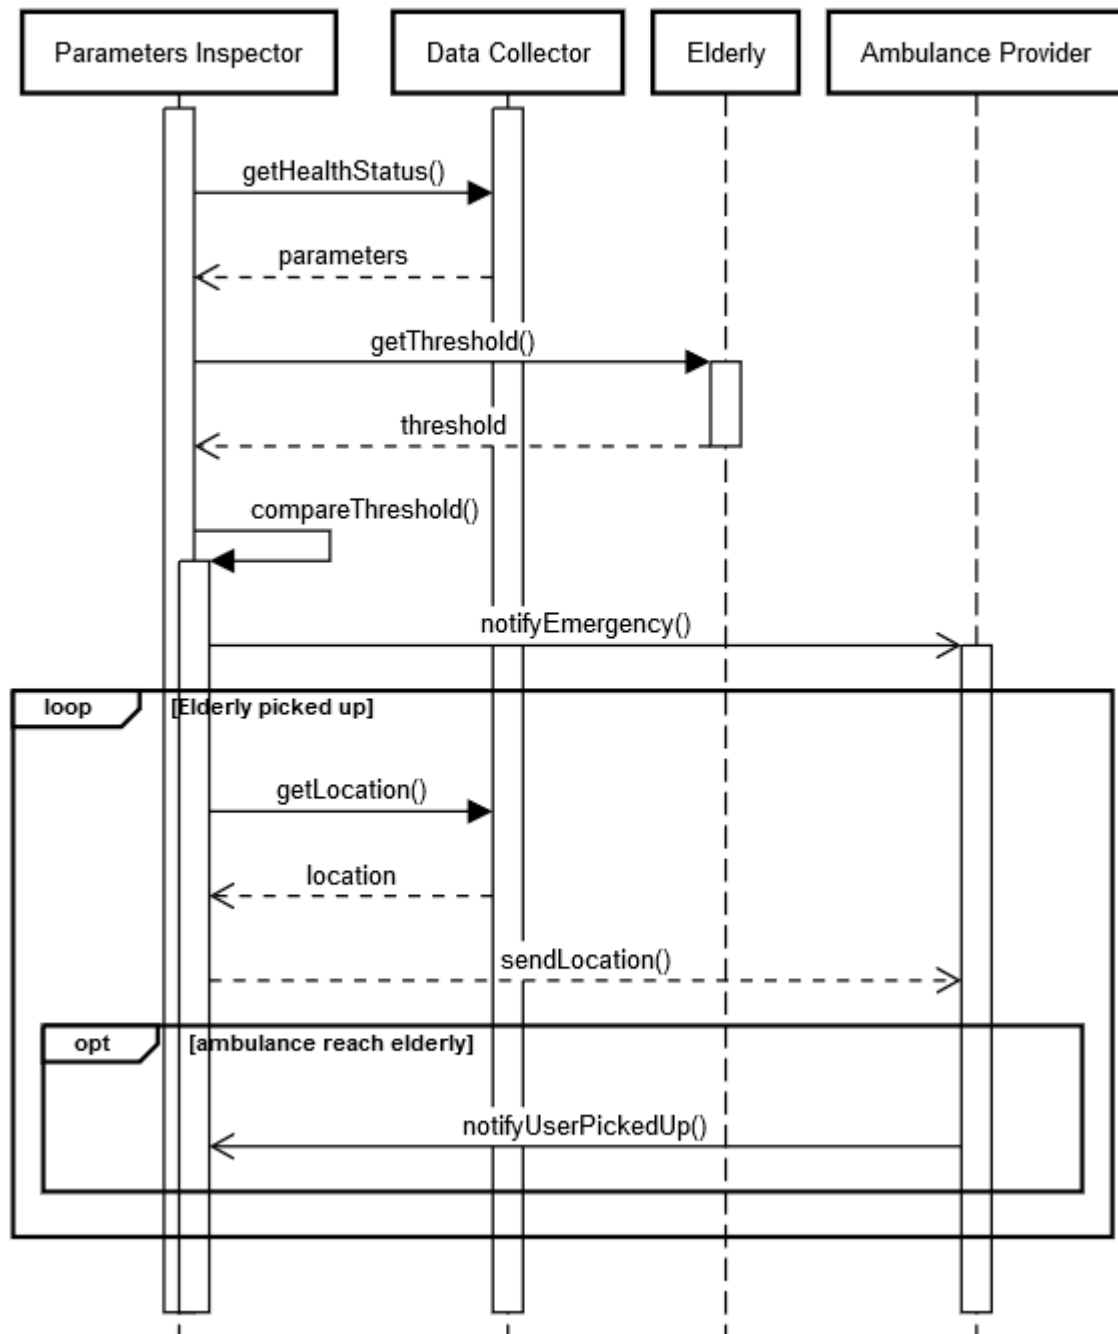 Parameters Inspector
Data Collector
Elderly
Ambulance Provider
getHealthStatus()
parameters
getThreshold()
threshold
compareThreshold()
notifyEmergency()
loop
[Elderly picked up]
getLocation()
location
sendLocation()
opt
[ambulance reach elderly]
notifyUserPickedUp()